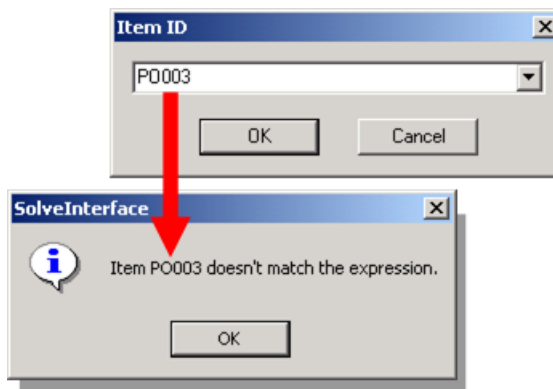 Item ID
PO003
OK Cancel
SolveInterface
Item PO003 doesn't match the expression.
OK